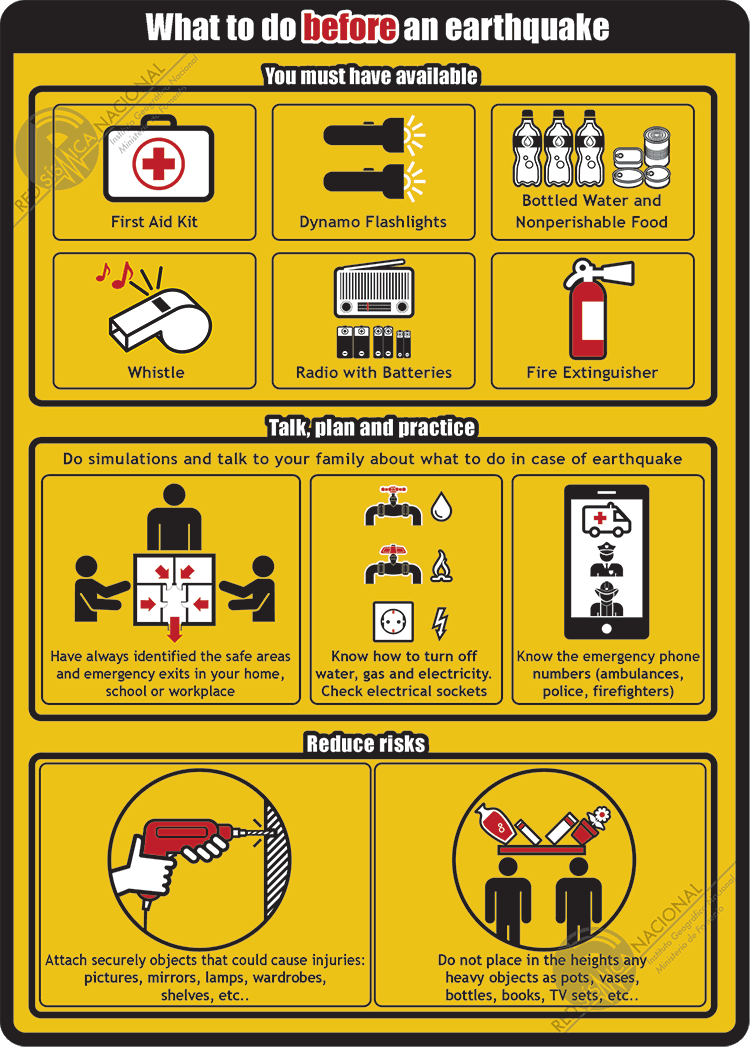 What to do before an earthquake
You must have available
RED SÍSMICA NACIONAL
Instituto Geográfico Nacional
Ministerio de Fomento
First Aid Kit
Dynamo Flashlights
Bottled Water and
Nonperishable Food
Whistle
Radio with Batteries
Fire Extinguisher
Talk, plan and practice
Do simulations and talk to your family about what to do in case of earthquake
Have always identified the safe areas
and emergency exits in your home,
school or workplace
Know how to turn off
water, gas and electricity.
Check electrical sockets
Know the emergency phone
numbers (ambulances,
police, firefighters)
Reduce risks
Attach securely objects that could cause injuries:
pictures, mirrors, lamps, wardrobes,
shelves, etc..
Do not place in the heights any
heavy objects as pots, vases,
bottles, books, TV sets, etc..
RED SÍSMICA NACIONAL
Instituto Geográfico Nacional
Ministerio de Fomento